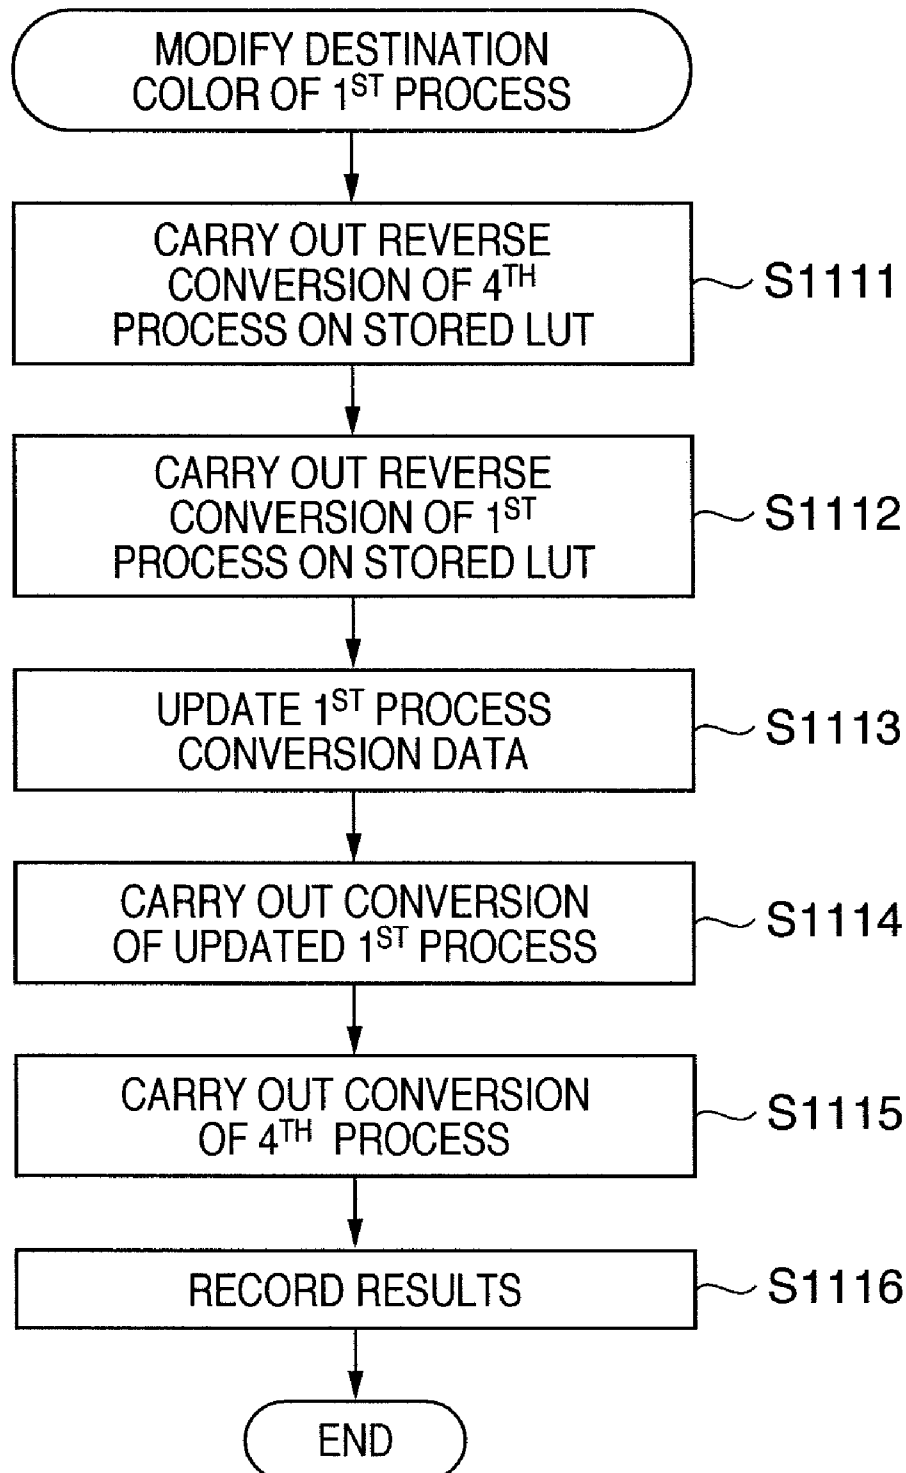 MODIFY DESTINATION
COLOR OF 1ST PROCESS
CARRY OUT REVERSE
CONVERSION OF 4TH
PROCESS ON STORED LUT
S1111
CARRY OUT REVERSE
CONVERSION OF 1ST
PROCESS ON STORED LUT
S1112
UPDATE 1ST PROCESS
CONVERSION DATA
S1113
CARRY OUT CONVERSION
OF UPDATED 1ST PROCESS
S1114
CARRY OUT CONVERSION
OF 4TH PROCESS
S1115
RECORD RESULTS
S1116
END